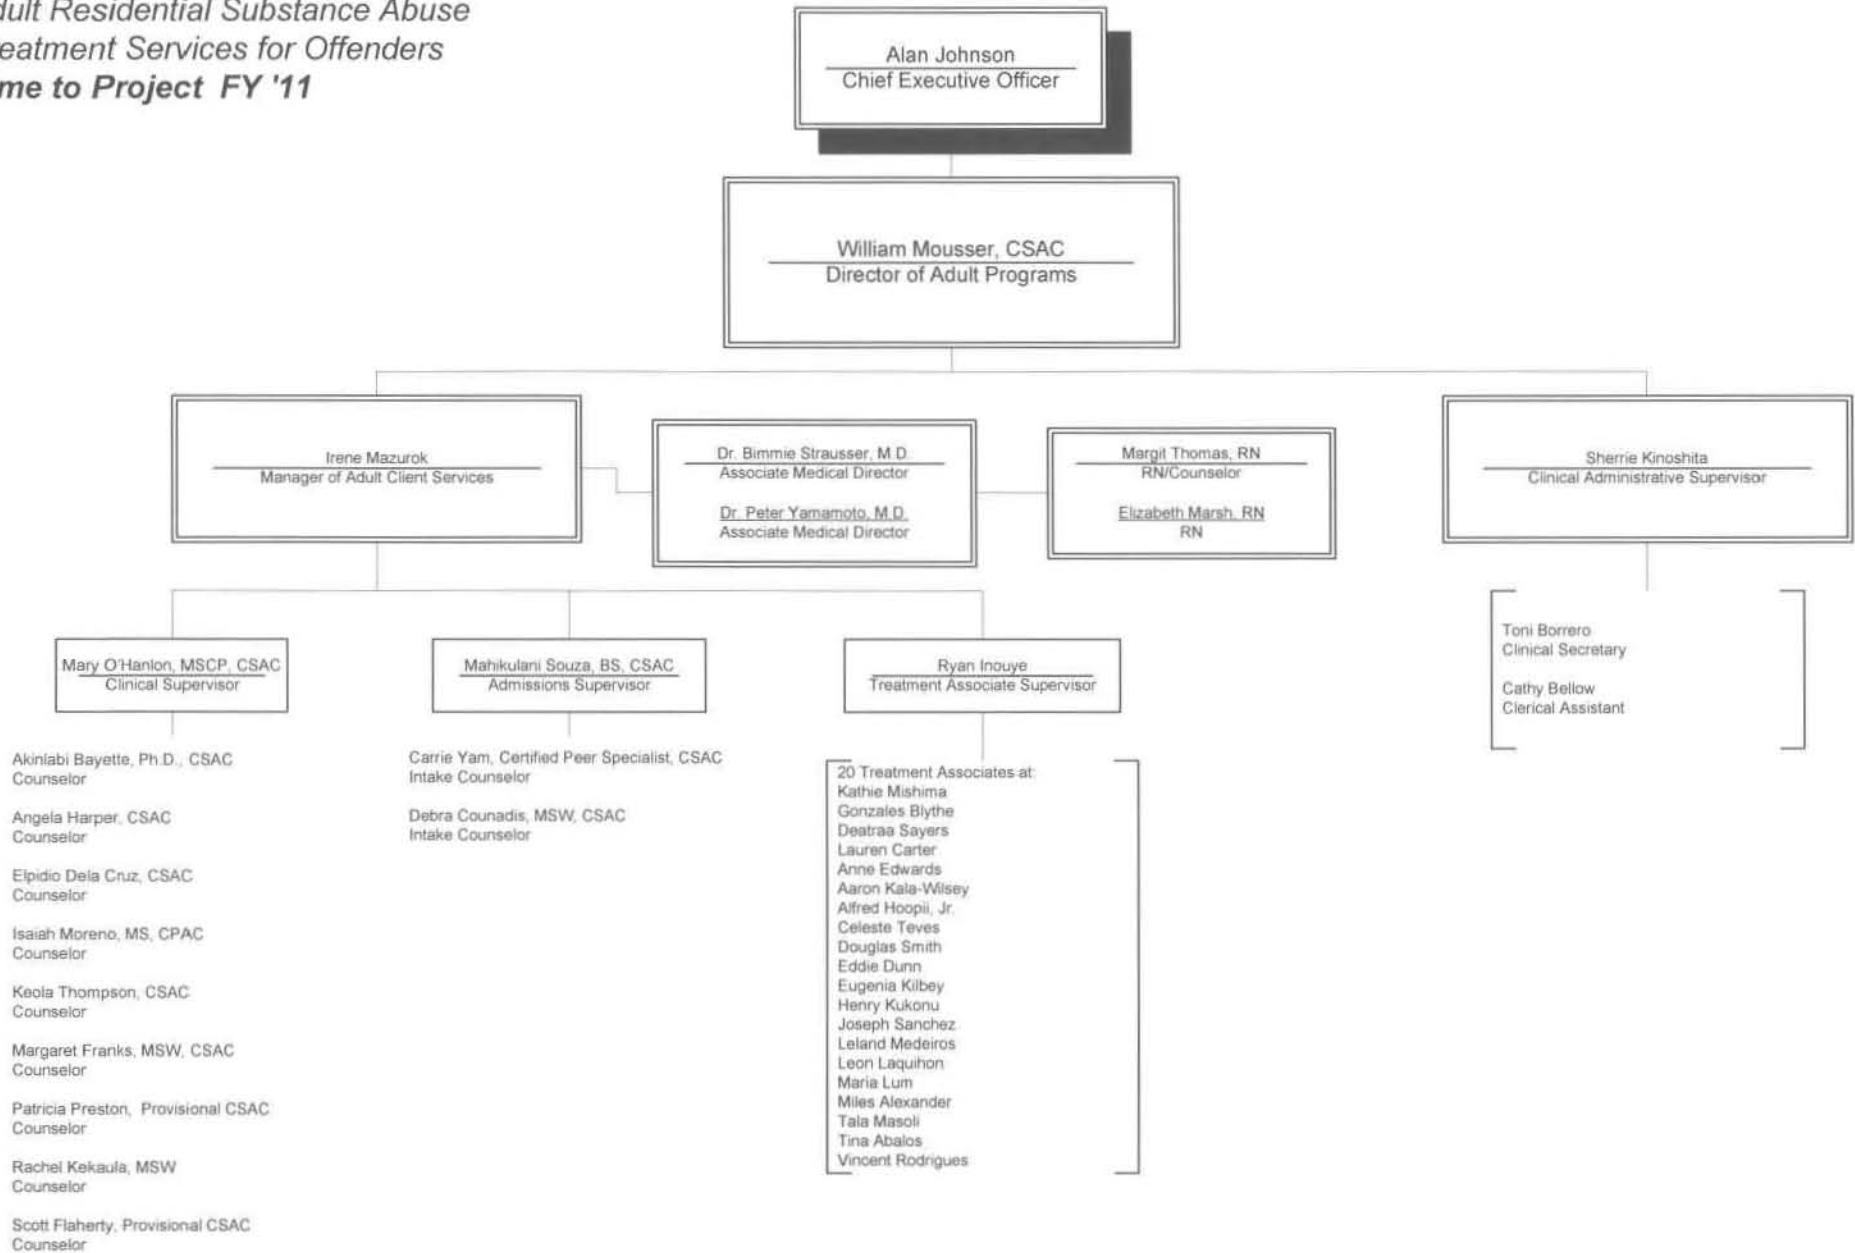 dult Residential Substance Abuse
eatment Services for Offenders
me to Project FY '11
Alan Johnson
Chief Executive Officer
William Mousser, CSAC
Director of Adult Programs
Irene Mazurok
Manager of Adult Client Services
Dr. Bimmie Strausser, M.D.
Associate Medical Director
Dr. Peter Yamamoto, M.D.
Associate Medical Director
Margit Thomas, RN
RN/Counselor
Elizabeth Marsh, RN
RN
Sherrie Kinoshita
Clinical Administrative Supervisor
Mary O'Hanlon, MSCP, CSAC
Clinical Supervisor
Akinlabi Bayette, Ph.D., CSAC
Counselor
Angela Harper, CSAC
Counselor
Elpidio Dela Cruz, CSAC
Counselor
Isaiah Moreno, MS, CPAC
Counselor
Keola Thompson, CSAC
Counselor
Margaret Franks, MSW, CSAC
Counselor
Patricia Preston, Provisional CSAC
Counselor
Rachel Kekaula, MSW
Counselor
Scott Flaherty, Provisional CSAC
Counselor
Mahikulani Souza, BS, CSAC
Admissions Supervisor
Carrie Yam, Certified Peer Specialist, CSAC
Intake Counselor
Debra Counadis, MSW, CSAC
Intake Counselor
Ryan Inouye
Treatment Associate Supervisor
20 Treatment Associates at:
Kathie Mishima
Gonzales Blythe
Deatraa Sayers
Lauren Carter
Anne Edwards
Aaron Kala-Wilsey
Alfred Hoopii, Jr.
Celeste Teves
Douglas Smith
Eddie Dunn
Eugenia Kilbey
Henry Kukonu
Joseph Sanchez
Leland Medeiros
Leon Laquihon
Maria Lum
Miles Alexander
Tala Masoli
Tina Abalos
Vincent Rodrigues
Toni Borrero
Clinical Secretary
Cathy Bellow
Clerical Assistant